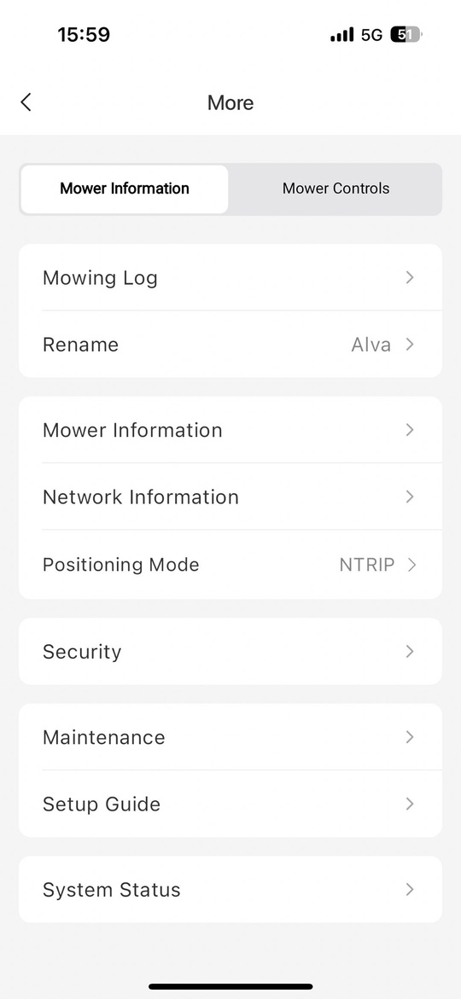 15:59 5G 51
More
Mower Information Mower Controls
Mowing Log
Rename Alva
Mower Information
Network Information
Positioning Mode NTRIP
Security
Maintenance
Setup Guide
System Status